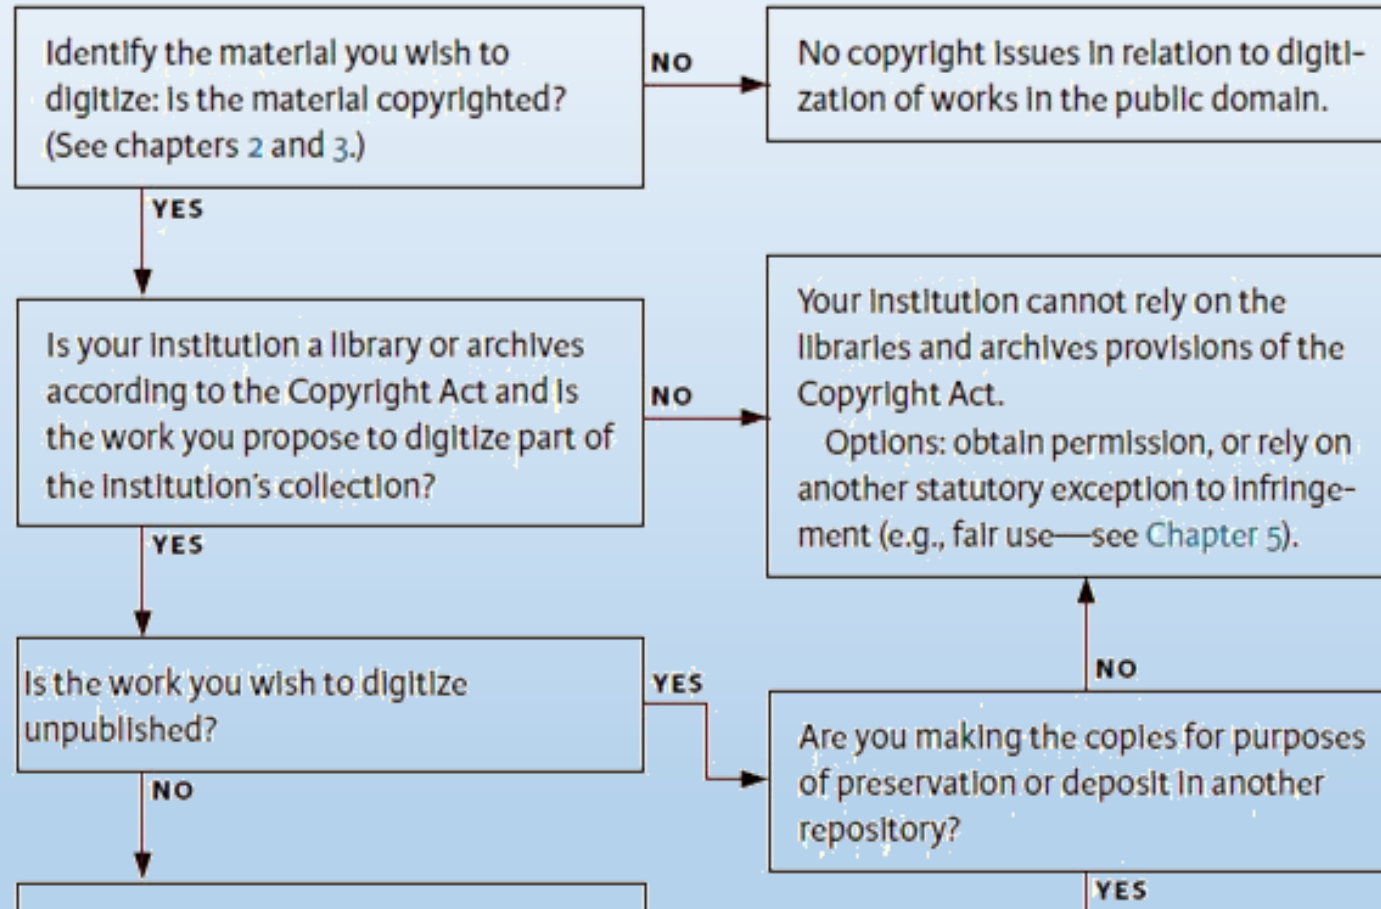 Identify the material you wish to
digitize: is the material copyrighted?
(See chapters 2 and 3.)
NO
No copyright issues in relation to digiti-
zation of works in the public domain.
YES
Is your institution a library or archives
according to the Copyright Act and is
the work you propose to digitize part of
the institution's collection?
NO
Your institution cannot rely on the
libraries and archives provisions of the
Copyright Act.
Options: obtain permission, or rely on
another statutory exception to infringe-
ment (e.g., fair use—see Chapter 5).
YES
Is the work you wish to digitize
unpublished?
YES
NO
Are you making the copies for purposes
of preservation or deposit in another
repository?
NO
YES